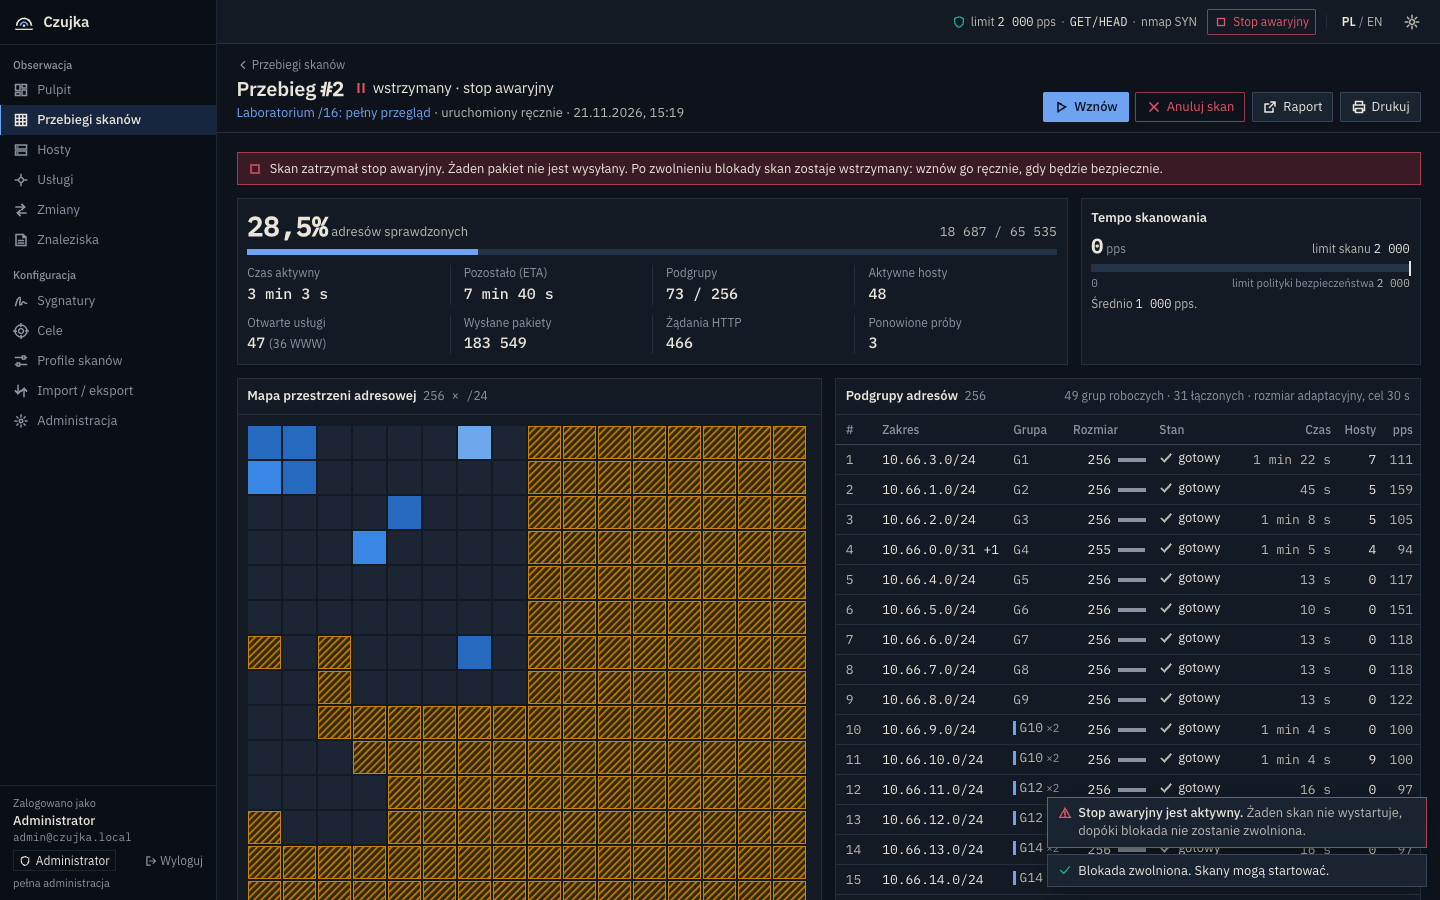 Czujka
limit 2 000 pps · GET/HEAD · nmap SYN
Stop awaryjny
PL / EN
Obserwacja
Pulpit
Przebiegi skanów
Hosty
Usługi
Zmiany
Znaleziska
Konfiguracja
Sygnatury
Cele
Profile skanów
Import / eksport
Administracja
Zalogowano jako
Administrator
admin@czujka.local
Administrator
Wyloguj
pełna administracja
Przebiegi skanów
Przebieg #2 wstrzymany · stop awaryjny
Laboratorium /16: pełny przegląd · uruchomiony ręcznie · 21.11.2026, 15:19
Wznów
Anuluj skan
Raport
Drukuj
Skan zatrzymał stop awaryjny. Żaden pakiet nie jest wysyłany. Po zwolnieniu blokady skan zostaje wstrzymany: wznów go ręcznie, gdy będzie bezpiecznie.
28,5% adresów sprawdzonych 18 687 / 65 535
Czas aktywny Pozostało (ETA) Podgrupy Aktywne hosty
3 min 3 s 7 min 40 s 73 / 256 48
Otwarte usługi Wysłane pakiety Żądania HTTP Ponowione próby
47 (36 WWW) 183 549 466 3
Tempo skanowania
0 pps limit skanu 2 000
0 limit polityki bezpieczeństwa 2 000
Średnio 1 000 pps.
Mapa przestrzeni adresowej 256 × /24
Podgrupy adresów 256 49 grup roboczych · 31 łączonych · rozmiar adaptacyjny, cel 30 s
# Zakres Grupa Rozmiar Stan Czas Hosty pps
1 10.66.3.0/24 G1 256 gotowy 1 min 22 s 7 111
2 10.66.1.0/24 G2 256 gotowy 45 s 5 159
3 10.66.2.0/24 G3 256 gotowy 1 min 8 s 5 105
4 10.66.0.0/31 +1 G4 255 gotowy 1 min 5 s 4 94
5 10.66.4.0/24 G5 256 gotowy 13 s 0 117
6 10.66.5.0/24 G6 256 gotowy 10 s 0 151
7 10.66.6.0/24 G7 256 gotowy 13 s 0 118
8 10.66.7.0/24 G8 256 gotowy 13 s 0 118
9 10.66.8.0/24 G9 256 gotowy 13 s 0 122
10 10.66.9.0/24 G10 ×2 256 gotowy 1 min 4 s 0 100
11 10.66.10.0/24 G10 ×2 256 gotowy 1 min 4 s 9 100
12 10.66.11.0/24 G12 ×2 256 gotowy 16 s 0 97
13 10.66.12.0/24 G12
14 10.66.13.0/24 G14 ×2 256 gotowy 16 s 0 97
15 10.66.14.0/24 G14
Stop awaryjny jest aktywny. Żaden skan nie wystartuje,
dopóki blokada nie zostanie zwolniona.
Blokada zwolniona. Skany mogą startować.